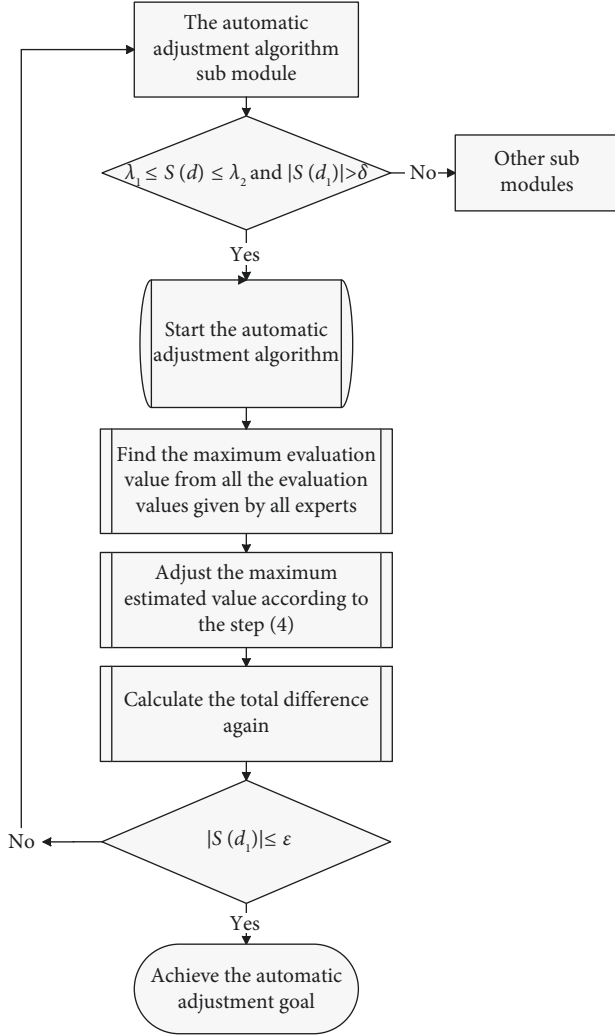 The automatic
adjustment algorithm
sub module
λ₁ ≤ S (d) ≤ λ₂ and |S (d₁)|>δ
No
Other sub
modules
Yes
Start the automatic
adjustment algorithm
Find the maximum evaluation
value from all the evaluation
values given by all experts
Adjust the maximum
estimated value according to
the step (4)
Calculate the total difference
again
|S (d₁)|≤ ε
No
Yes
Achieve the automatic
adjustment goal